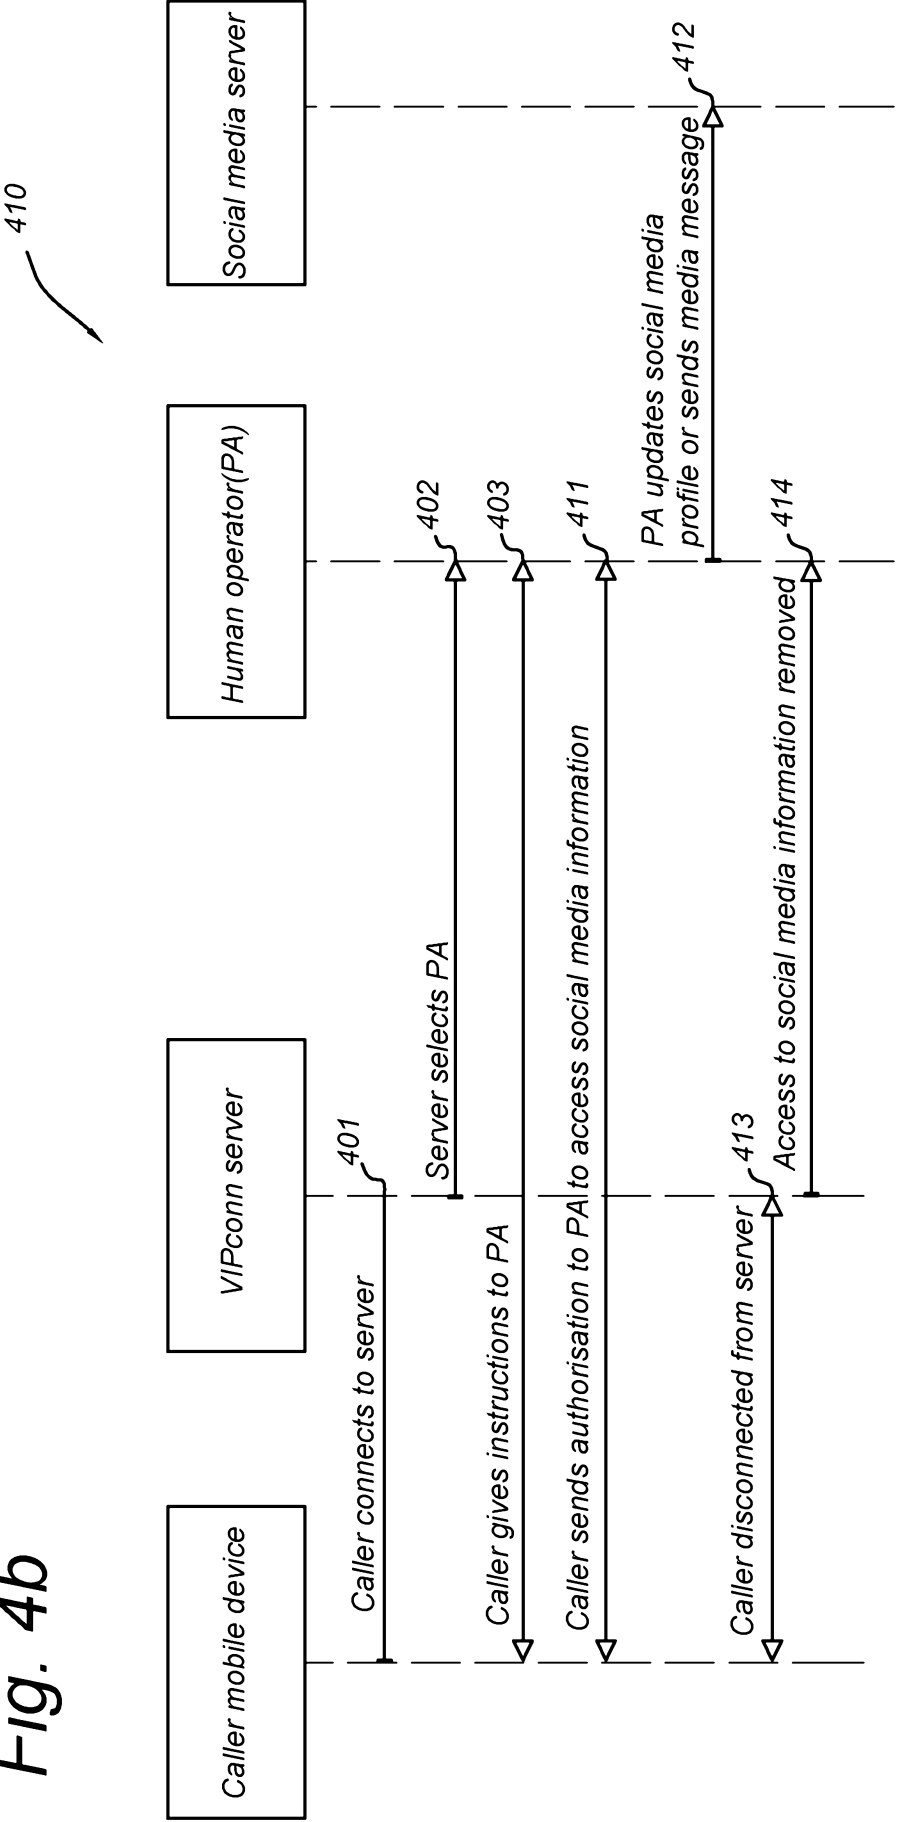 Fig. 4b
410
Caller mobile device
VIPconn server
Human operator(PA)
Social media server
Caller connects to server
401
Server selects PA
402
Caller gives instructions to PA
403
Caller sends authorisation to PA to access social media information
411
PA updates social media
profile or sends media message
412
Caller disconnected from server
413
Access to social media information removed
414